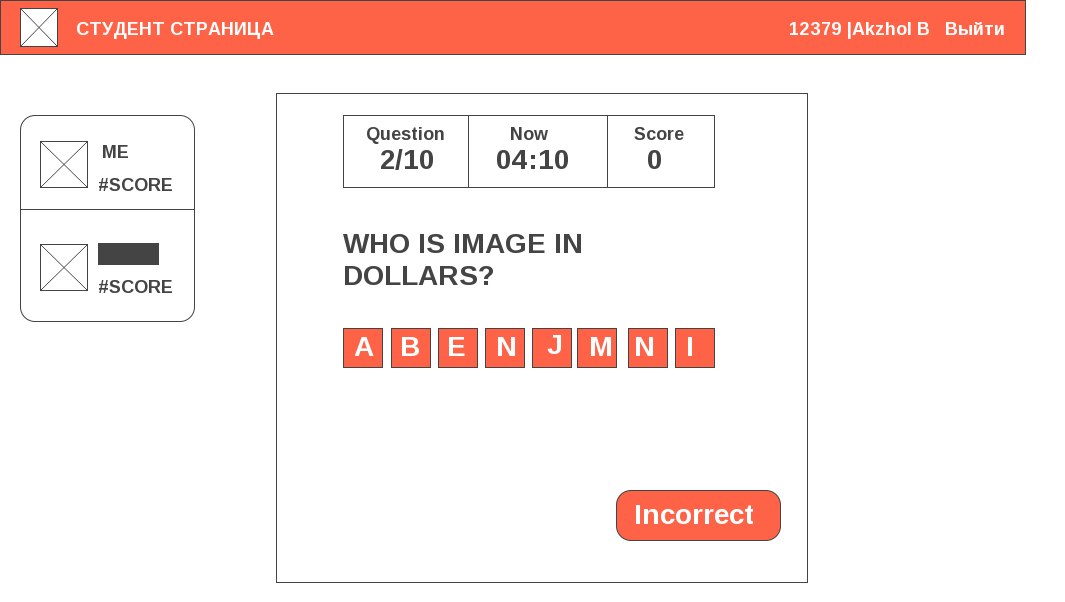 СТУДЕНТ СТРАНИЦА
12379 |Akzhol B Выйти
ME
#SCORE
#SCORE
Question Now Score
2/10 04:10 0
WHO IS IMAGE IN
DOLLARS?
A B E N J M N I
Incorrect